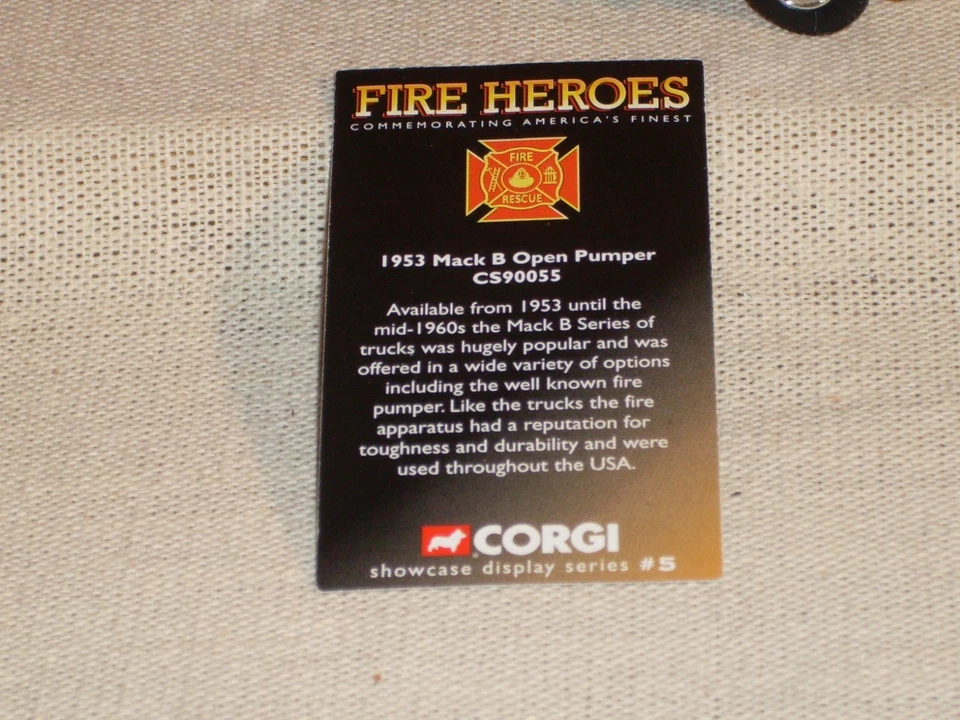 FIRE HEROES
COMMEMORATING AMERICA'S FINEST
FIRE
RESCUE
1953 Mack B Open Pumper
CS90055
Available from 1953 until the
mid-1960s the Mack B Series of
trucks was hugely popular and was
offered in a wide variety of options
including the well known fire
pumper. Like the trucks the fire
apparatus had a reputation for
toughness and durability and were
used throughout the USA.
CORGI
showcase display series #5